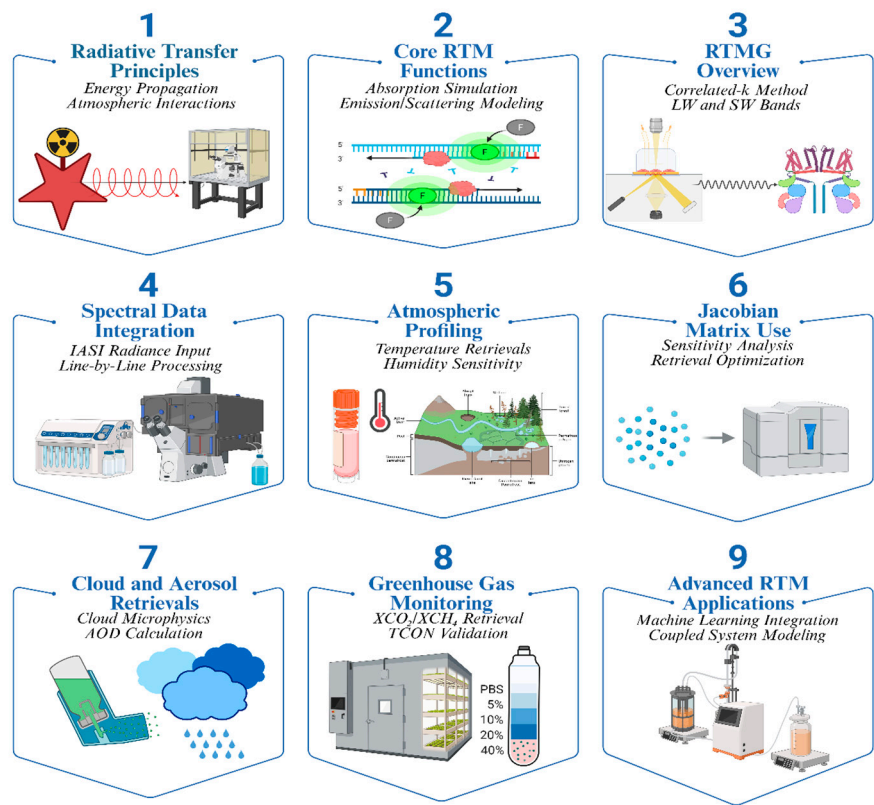 1
Radiative Transfer
Principles
Energy Propagation
Atmospheric Interactions
2
Core RTM
Functions
Absorption Simulation
Emission/Scattering Modeling
F
5'
3'
F
F
5'
3'
F
3
RTMG
Overview
Correlated-k Method
LW and SW Bands
4
Spectral Data
Integration
IASI Radiance Input
Line-by-Line Processing
5
Atmospheric
Profiling
Temperature Retrievals
Humidity Sensitivity
6
Jacobian
Matrix Use
Sensitivity Analysis
Retrieval Optimization
7
Cloud and Aerosol
Retrievals
Cloud Microphysics
AOD Calculation
8
Greenhouse Gas
Monitoring
XCO₂/XCH₄ Retrieval
TCON Validation
PBS
5%
10%
20%
40%
9
Advanced RTM
Applications
Machine Learning Integration
Coupled System Modeling